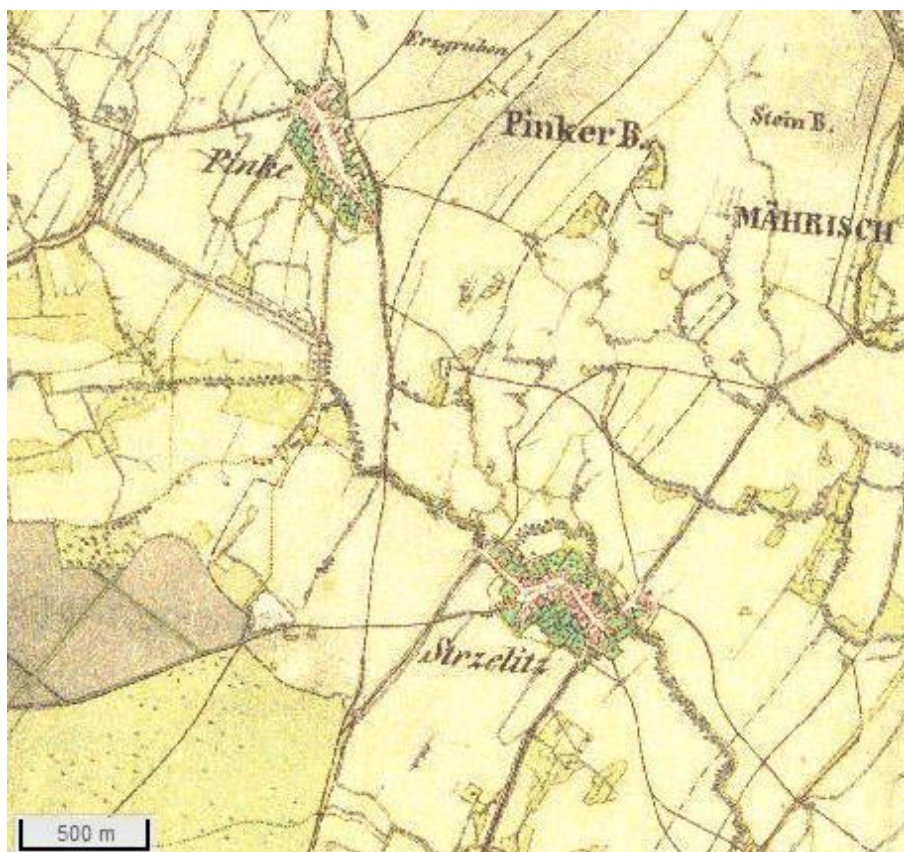 Erzgruben
Pinker B.
Stein B.
Pinke
MÄHRISCH
Strzelitz
500 m